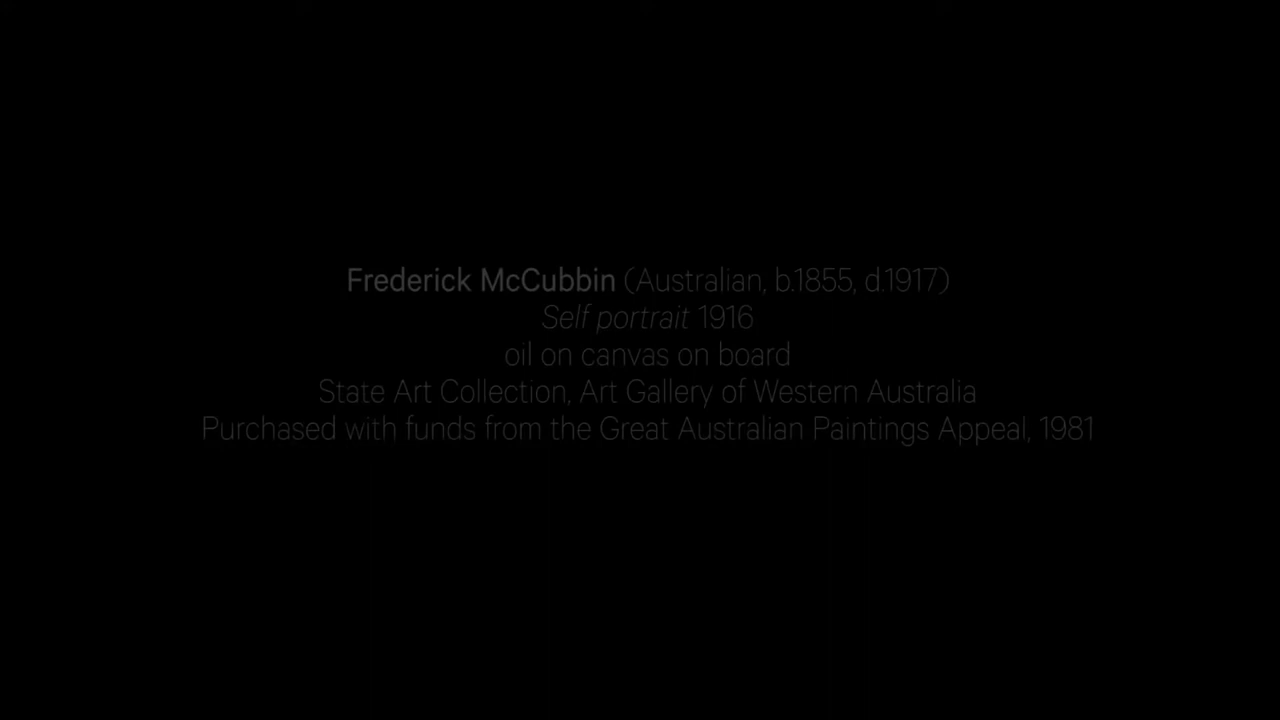 Frederick McCubbin (Australian, b.1855, d.1917)
Self portrait 1916
oil on canvas on board
State Art Collection, Art Gallery of Western Australia
Purchased with funds from the Great Australian Paintings Appeal, 1981